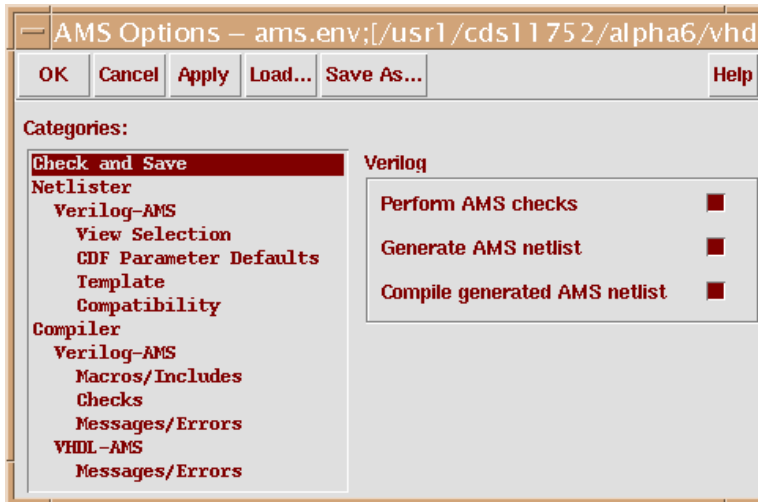 AMS Options – ams.env;[/usr1/cds11752/alpha6/vhd
OK Cancel Apply Load... Save As... Help
Categories:
Check and Save
Netlister
Verilog-AMS
View Selection
CDF Parameter Defaults
Template
Compatibility
Compiler
Verilog-AMS
Macros/Includes
Checks
Messages/Errors
VHDL-AMS
Messages/Errors
Verilog
Perform AMS checks
Generate AMS netlist
Compile generated AMS netlist